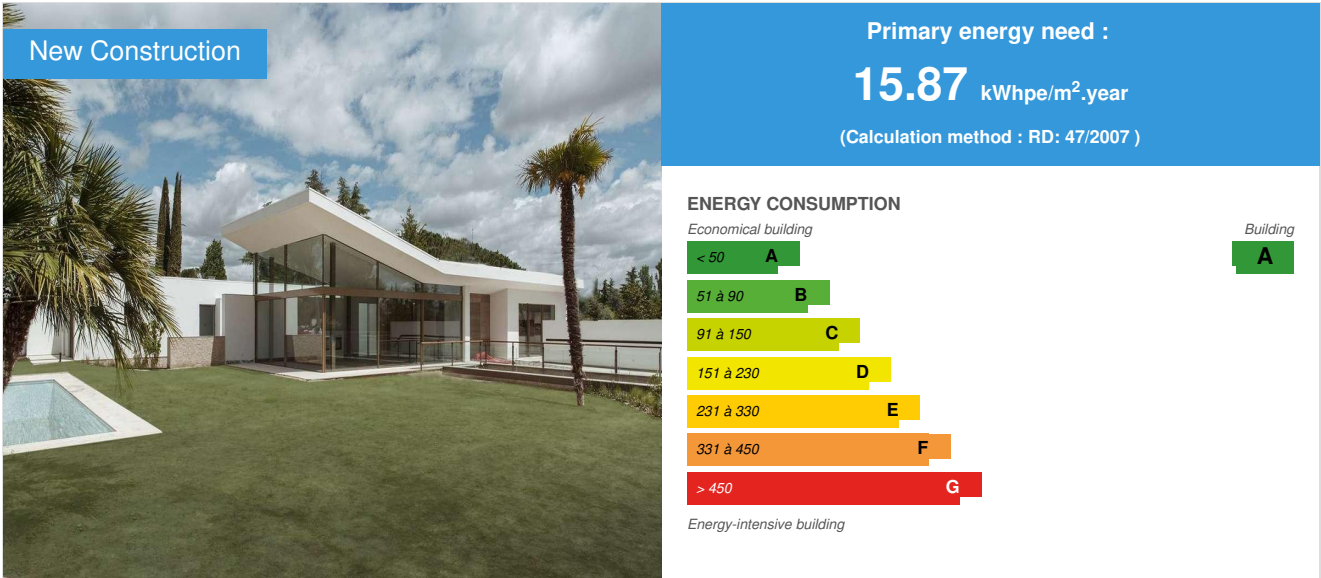 New Construction
Primary energy need :
15.87 kWhpe/m².year
(Calculation method : RD: 47/2007 )
ENERGY CONSUMPTION
Economical building
Building
< 50 A
A
51 à 90 B
91 à 150 C
151 à 230 D
231 à 330 E
331 à 450 F
> 450 G
Energy-intensive building